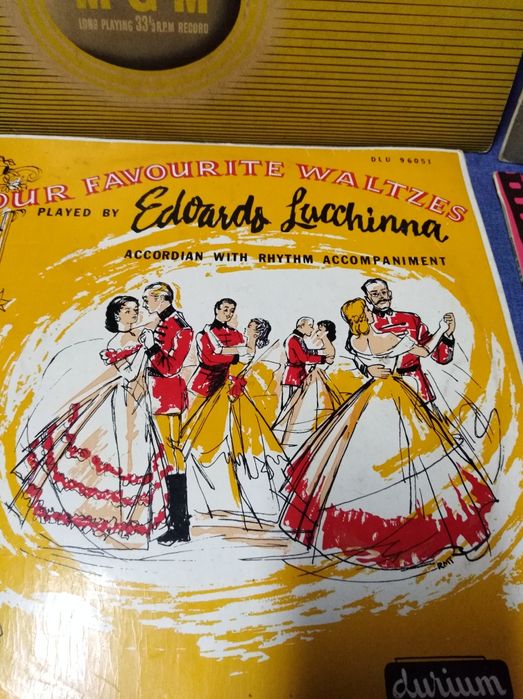 M G M
LONG PLAYING 33⅓ R.P.M RECORD
DLU 96051
OUR FAVOURITE WALTZES
PLAYED BY Edoardo Lucchinna
ACCORDIAN WITH RHYTHM ACCOMPANIMENT
durium